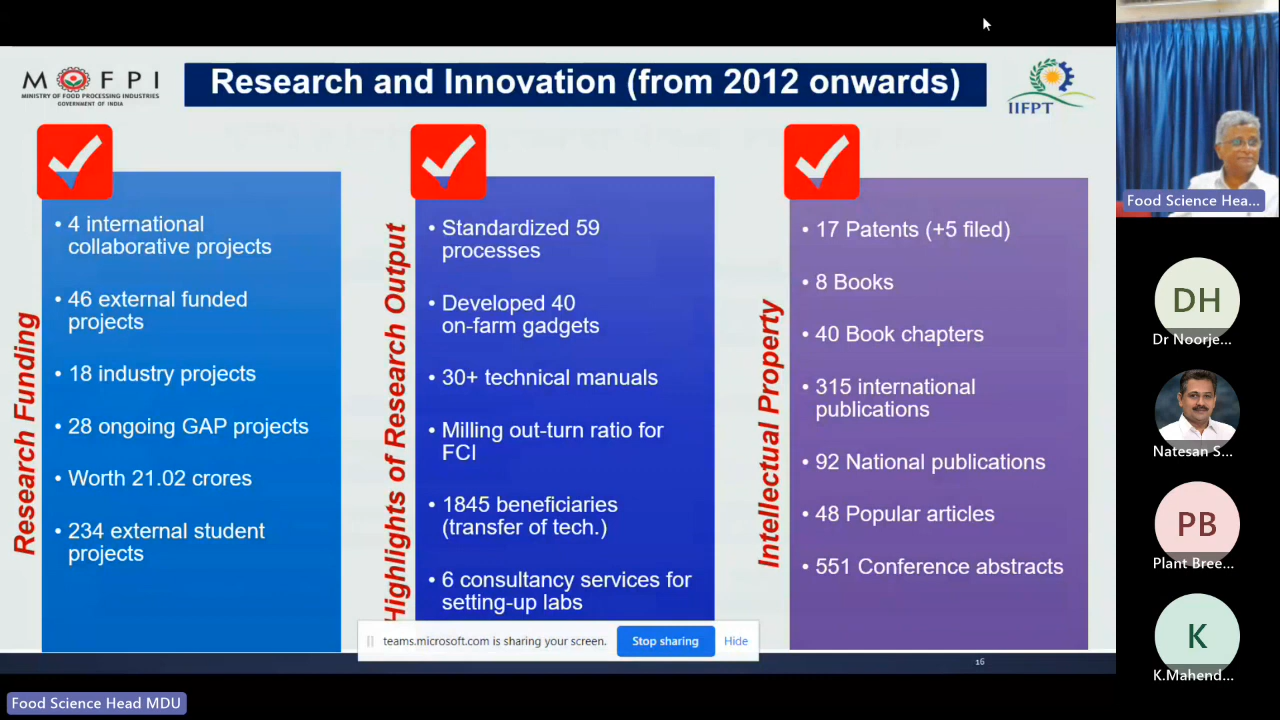 M FPI
MINISTRY OF FOOD PROCESSING INDUSTRIES
GOVERNMENT OF INDIA
Research and Innovation (from 2012 onwards)
IIFPT
Research Funding
• 4 international
collaborative projects
• 46 external funded
projects
• 18 industry projects
• 28 ongoing GAP projects
• Worth 21.02 crores
• 234 external student
projects
Highlights of Research Output
• Standardized 59
processes
• Developed 40
on-farm gadgets
• 30+ technical manuals
• Milling out-turn ratio for
FCI
• 1845 beneficiaries
(transfer of tech.)
• 6 consultancy services for
setting-up labs
Intellectual Property
• 17 Patents (+5 filed)
• 8 Books
• 40 Book chapters
• 315 international
publications
• 92 National publications
• 48 Popular articles
• 551 Conference abstracts
teams.microsoft.com is sharing your screen.
Stop sharing
Hide
16
Food Science Head MDU
Food Science Hea...
DH
Dr Noorje...
Natesan S...
PB
Plant Bree...
K
K.Mahend...